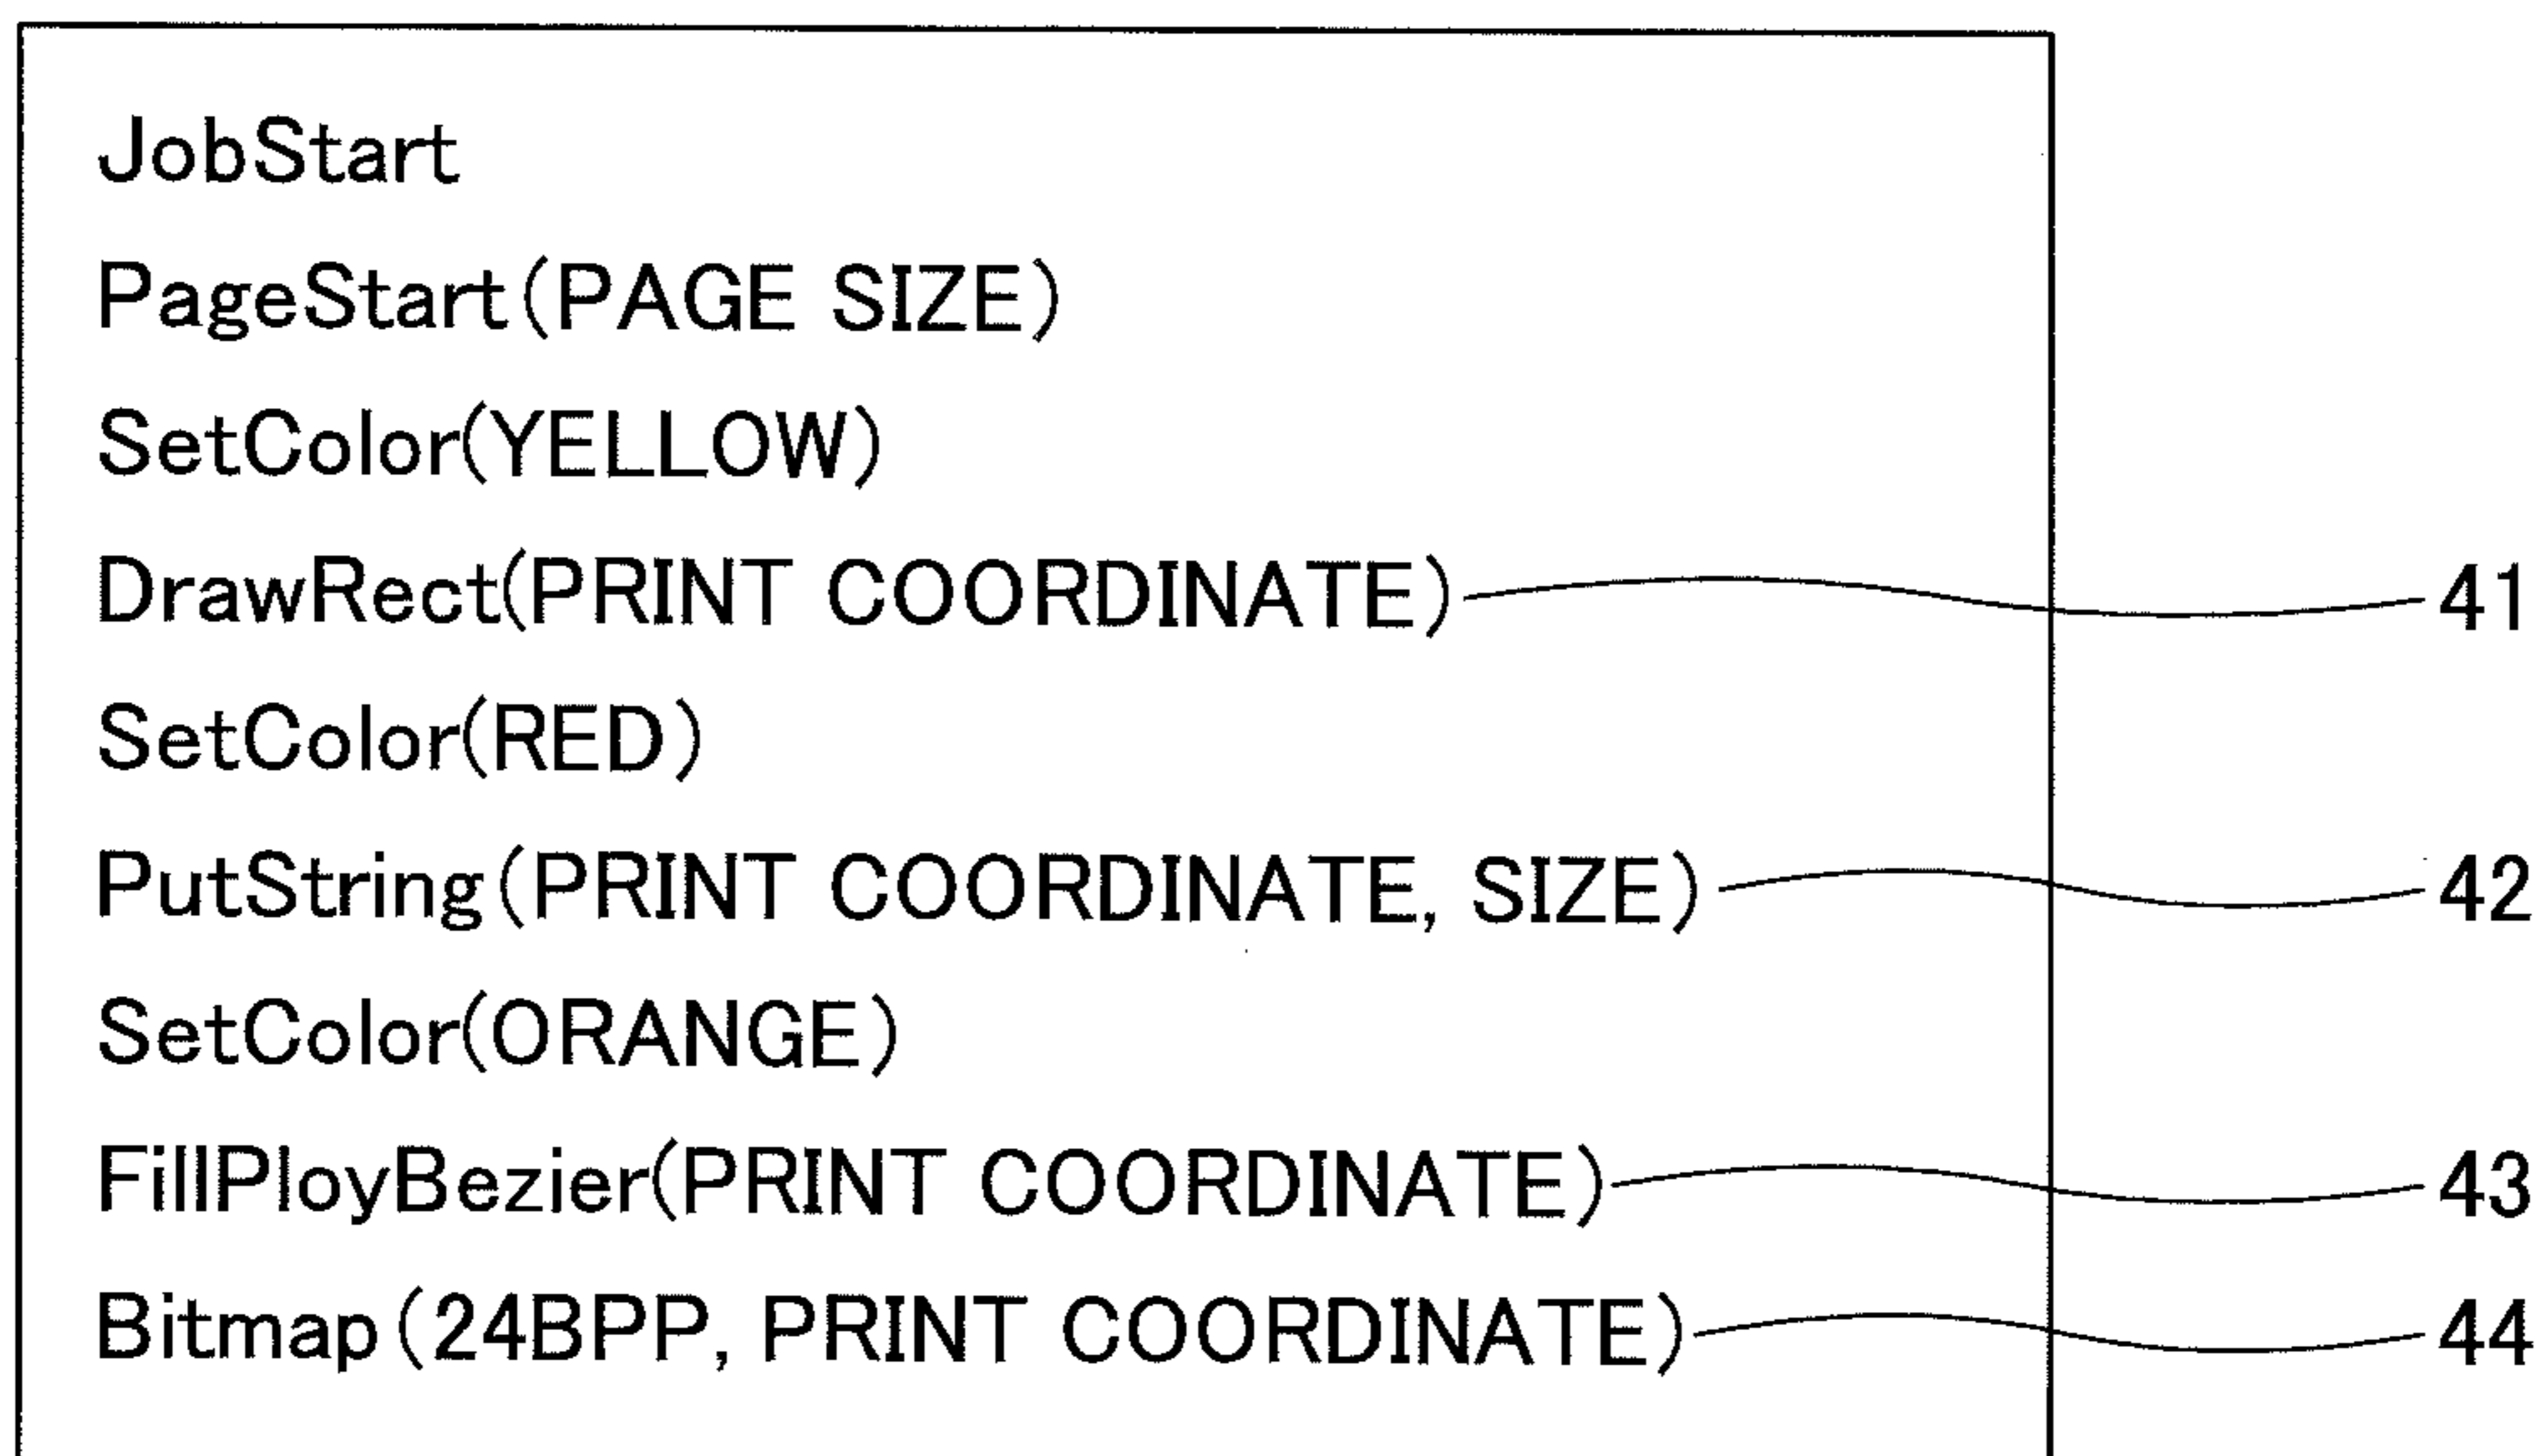 JobStart
PageStart(PAGE SIZE)
SetColor(YELLOW)
DrawRect(PRINT COORDINATE) 41
SetColor(RED)
PutString(PRINT COORDINATE, SIZE) 42
SetColor(ORANGE)
FillPloyBezier(PRINT COORDINATE) 43
Bitmap(24BPP, PRINT COORDINATE) 44